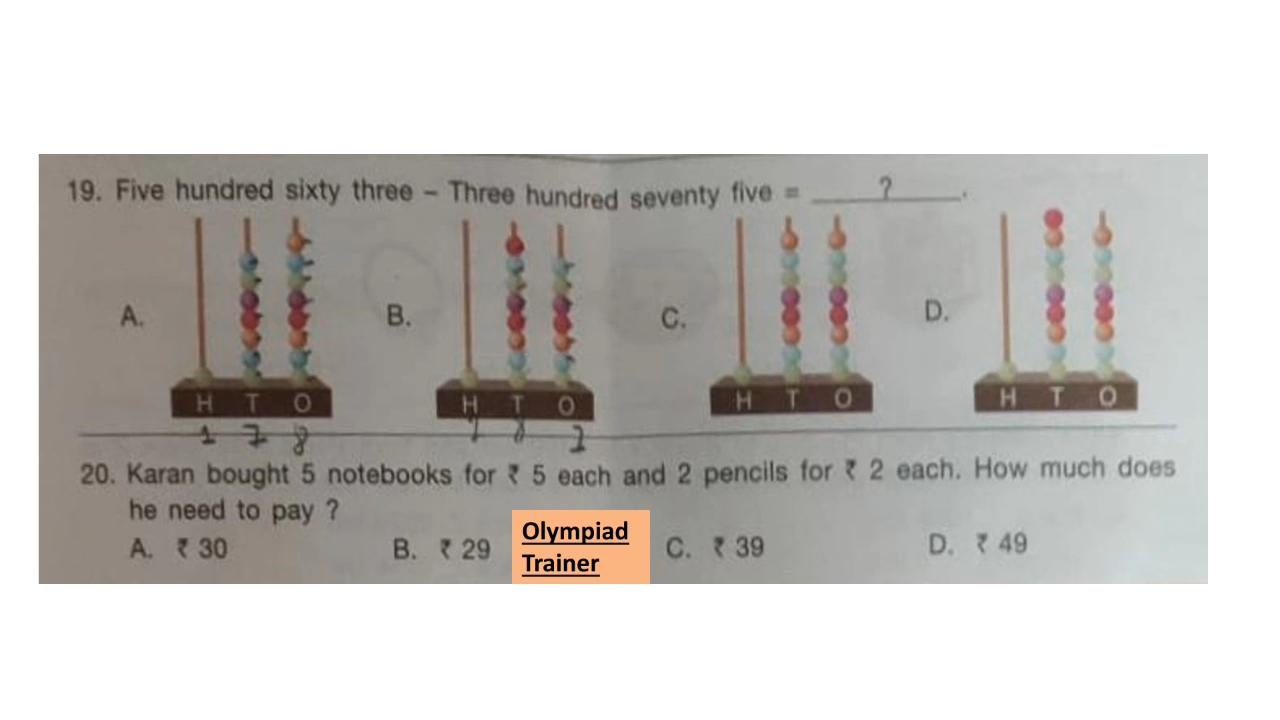 19. Five hundred sixty three – Three hundred seventy five = ____?____.
A. B. C. D.
H T O H T O H T O H T O
1 7 8 1 8 7
20. Karan bought 5 notebooks for ₹ 5 each and 2 pencils for ₹ 2 each. How much does
he need to pay ?
A. ₹ 30 B. ₹ 29 C. ₹ 39 D. ₹ 49
Olympiad
Trainer